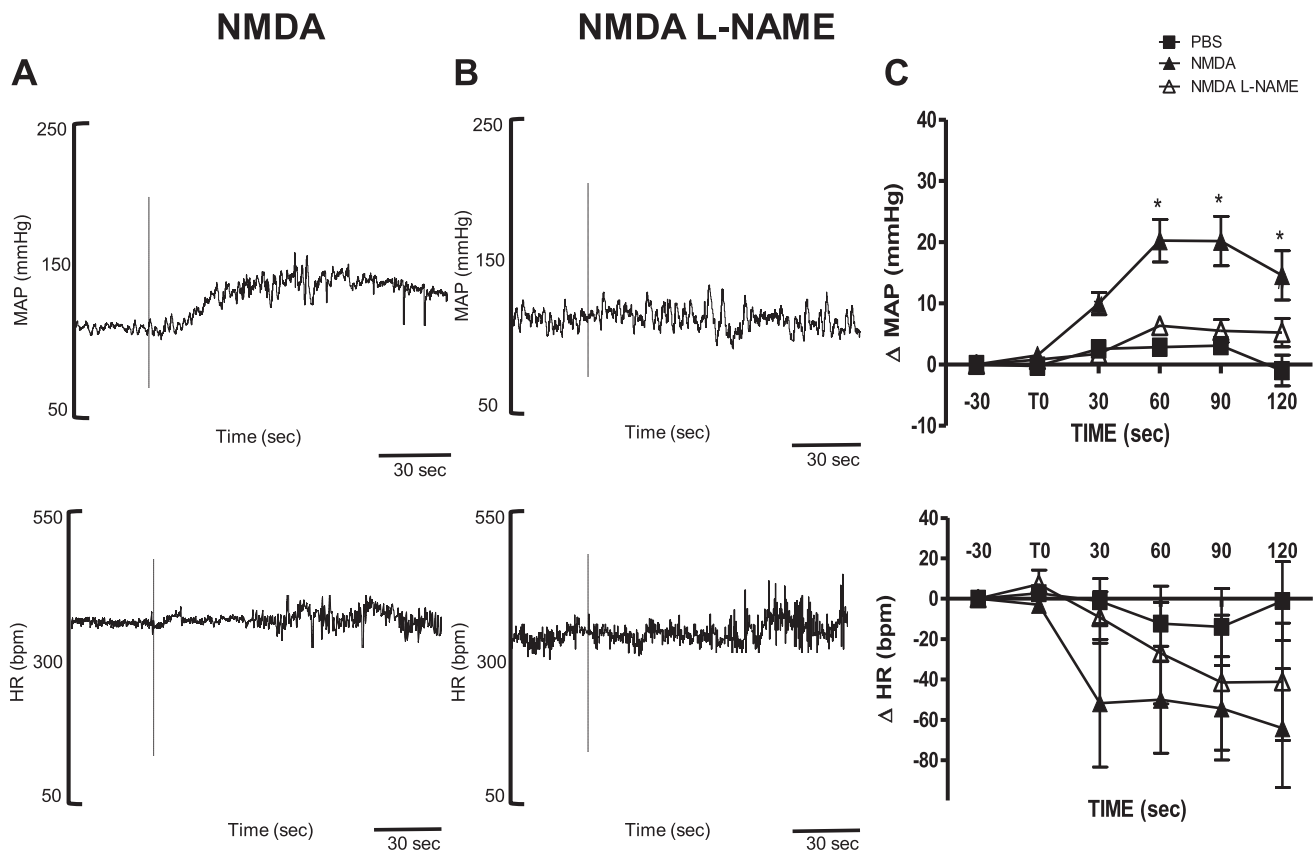 NMDA
NMDA L-NAME
A
B
C
PBS
NMDA
NMDA L-NAME
250
150
50
MAP (mmHg)
Time (sec)
30 sec
250
150
50
MAP (mmHg)
Time (sec)
30 sec
40
30
20
10
0
-10
Δ MAP (mmHg)
* * *
-30 T0 30 60 90 120
TIME (sec)
550
300
50
HR (bpm)
Time (sec)
30 sec
550
300
50
HR (bpm)
Time (sec)
30 sec
40
20
0
-20
-40
-60
-80
Δ HR (bpm)
-30 T0 30 60 90 120
TIME (sec)